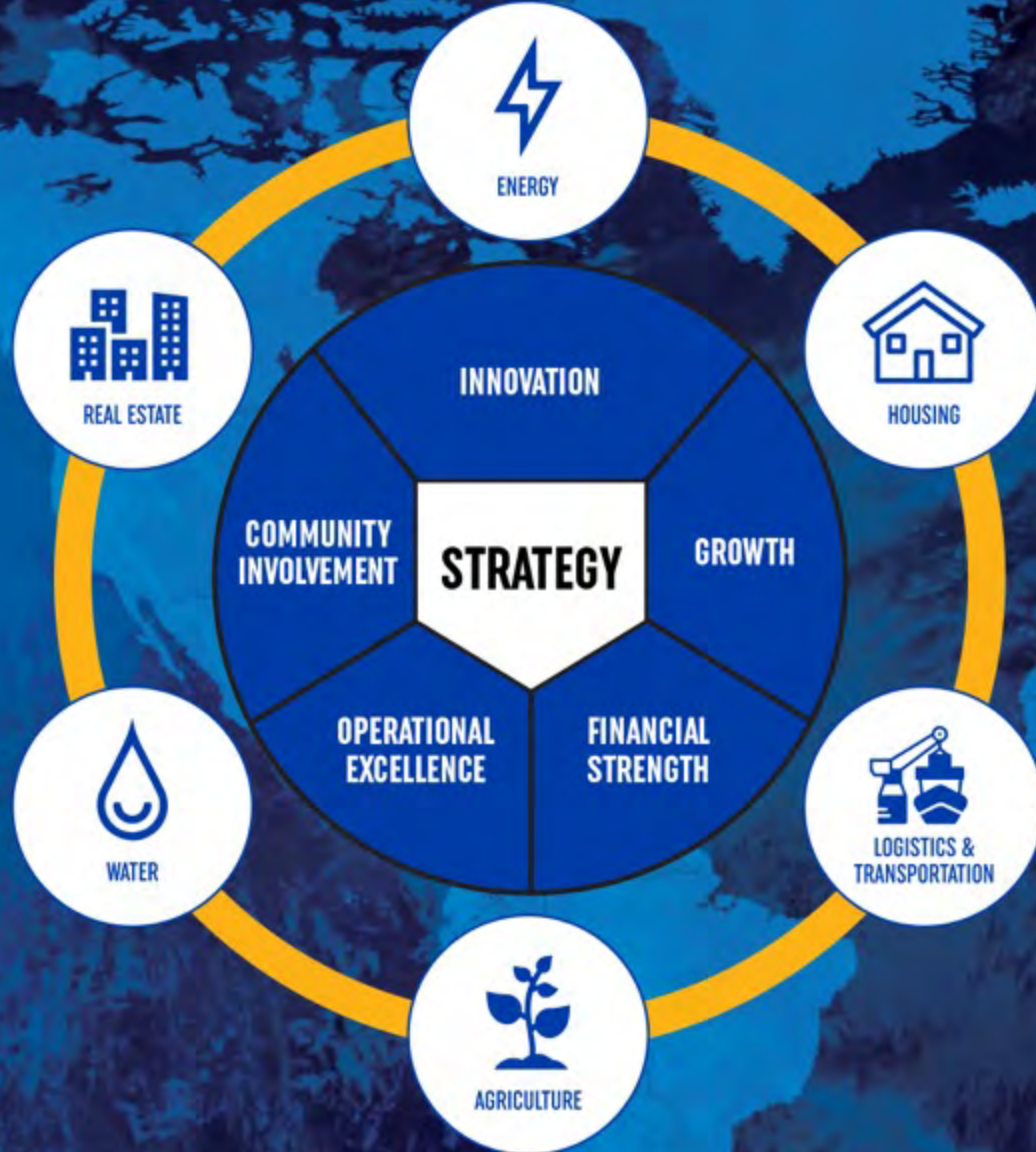 ENERGY
REAL ESTATE
HOUSING
INNOVATION
COMMUNITY
INVOLVEMENT
STRATEGY
GROWTH
OPERATIONAL
EXCELLENCE
FINANCIAL
STRENGTH
WATER
LOGISTICS &
TRANSPORTATION
AGRICULTURE